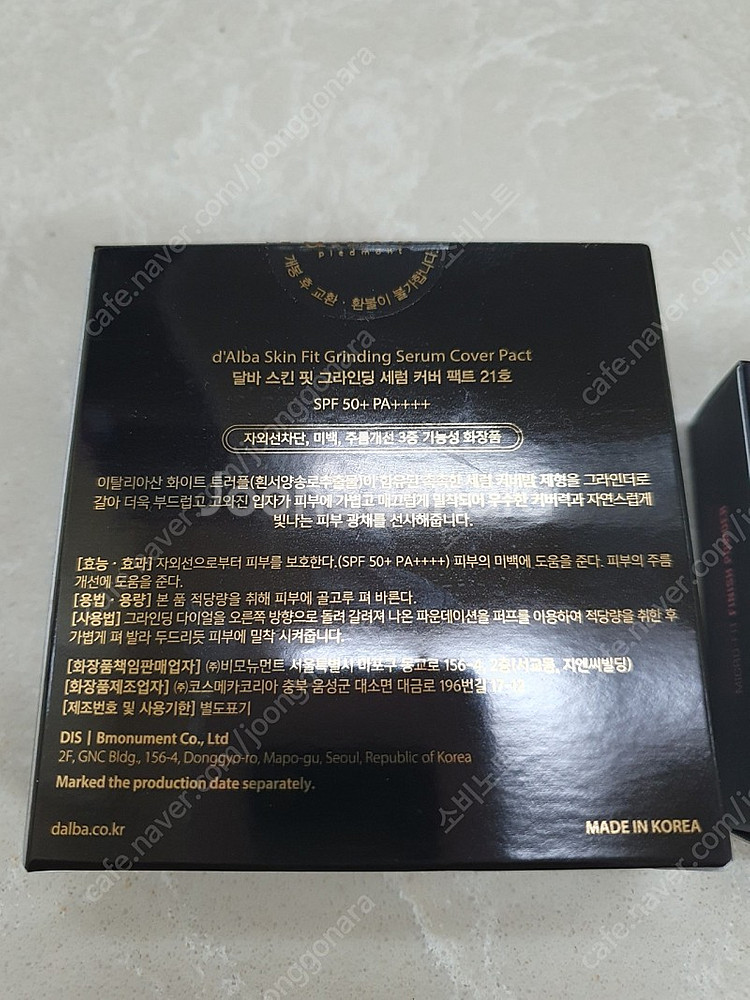 piedmont
개봉 후 교환 · 환불이 불가합니다.
d'Alba Skin Fit Grinding Serum Cover Pact
달바 스킨 핏 그라인딩 세럼 커버 팩트 21호
SPF 50+ PA++++
자외선차단, 미백, 주름개선 3중 기능성 화장품
이탈리아산 화이트 트러플(흰서양송로추출물)이 함유된 촉촉한 세럼 커버밤 제형을 그라인더로
갈아 더욱 부드럽고 고와진 입자가 피부에 가볍고 매끄럽게 밀착되어 우수한 커버력과 자연스럽게
빛나는 피부 광채를 선사해줍니다.
[효능 · 효과] 자외선으로부터 피부를 보호한다.(SPF 50+ PA++++) 피부의 미백에 도움을 준다. 피부의 주름
개선에 도움을 준다.
[용법 · 용량] 본 품 적당량을 취해 피부에 골고루 펴 바른다.
[사용법] 그라인딩 다이얼을 오른쪽 방향으로 돌려 갈려져 나온 파운데이션을 퍼프를 이용하여 적당량을 취한 후
가볍게 펴 발라 두드리듯 피부에 밀착 시켜줍니다.
[화장품책임판매업자] ㈜비모뉴먼트 서울특별시 마포구 동교로 156-4, 2층(서교동, 지앤씨빌딩)
[화장품제조업자] ㈜코스메카코리아 충북 음성군 대소면 대금로 196번길 17-12
[제조번호 및 사용기한] 별도표기
DIS | Bmonument Co., Ltd
2F, GNC Bldg., 156-4, Donggyo-ro, Mapo-gu, Seoul, Republic of Korea
Marked the production date separately.
dalba.co.kr
MADE IN KOREA
cafe.naver.com/joonggonara
소비노트